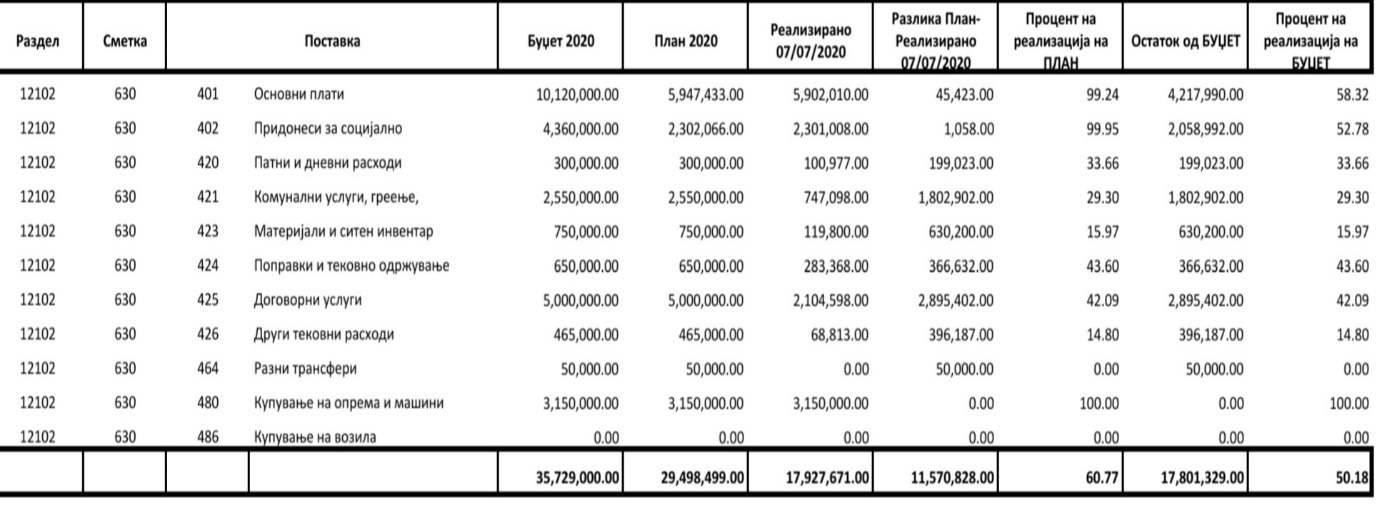 Раздел Сметка Поставка Буџет 2020 План 2020 Реализирано 07/07/2020 Разлика План-Реализирано 07/07/2020 Процент на реализација на ПЛАН Остаток од БУЏЕТ Процент на реализација на БУЏЕТ
12102 630 401 Основни плати 10,120,000.00 5,947,433.00 5,902,010.00 45,423.00 99.24 4,217,990.00 58.32
12102 630 402 Придонеси за социјално 4,360,000.00 2,302,066.00 2,301,008.00 1,058.00 99.95 2,058,992.00 52.78
12102 630 420 Патни и дневни расходи 300,000.00 300,000.00 100,977.00 199,023.00 33.66 199,023.00 33.66
12102 630 421 Комунални услуги, греење, 2,550,000.00 2,550,000.00 747,098.00 1,802,902.00 29.30 1,802,902.00 29.30
12102 630 423 Материјали и ситен инвентар 750,000.00 750,000.00 119,800.00 630,200.00 15.97 630,200.00 15.97
12102 630 424 Поправки и тековно одржување 650,000.00 650,000.00 283,368.00 366,632.00 43.60 366,632.00 43.60
12102 630 425 Договорни услуги 5,000,000.00 5,000,000.00 2,104,598.00 2,895,402.00 42.09 2,895,402.00 42.09
12102 630 426 Други тековни расходи 465,000.00 465,000.00 68,813.00 396,187.00 14.80 396,187.00 14.80
12102 630 464 Разни трансфери 50,000.00 50,000.00 0.00 50,000.00 0.00 50,000.00 0.00
12102 630 480 Купување на опрема и машини 3,150,000.00 3,150,000.00 3,150,000.00 0.00 100.00 0.00 100.00
12102 630 486 Купување на возила 0.00 0.00 0.00 0.00 0.00 0.00 0.00
35,729,000.00 29,498,499.00 17,927,671.00 11,570,828.00 60.77 17,801,329.00 50.18